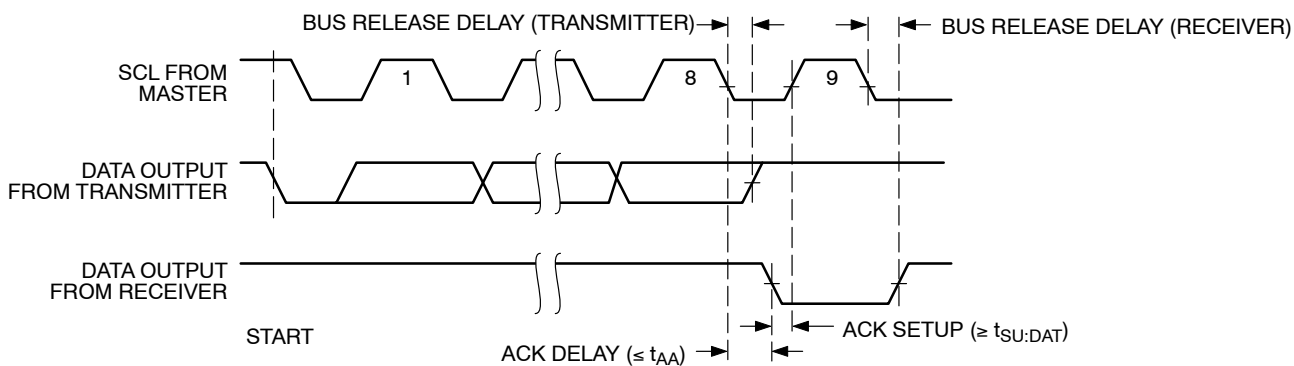 BUS RELEASE DELAY (TRANSMITTER)
BUS RELEASE DELAY (RECEIVER)
SCL FROM
MASTER
1
8
9
DATA OUTPUT
FROM TRANSMITTER
DATA OUTPUT
FROM RECEIVER
START
ACK SETUP (≥ tSU:DAT)
ACK DELAY (≤ tAA)